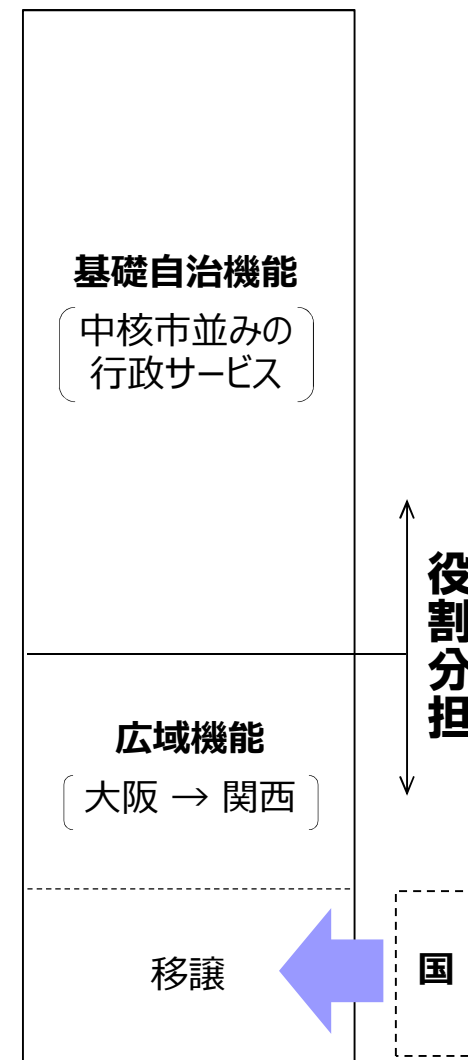 基礎自治機能
中核市並みの
行政サービス
役割分担
広域機能
大阪 → 関西
移譲
国